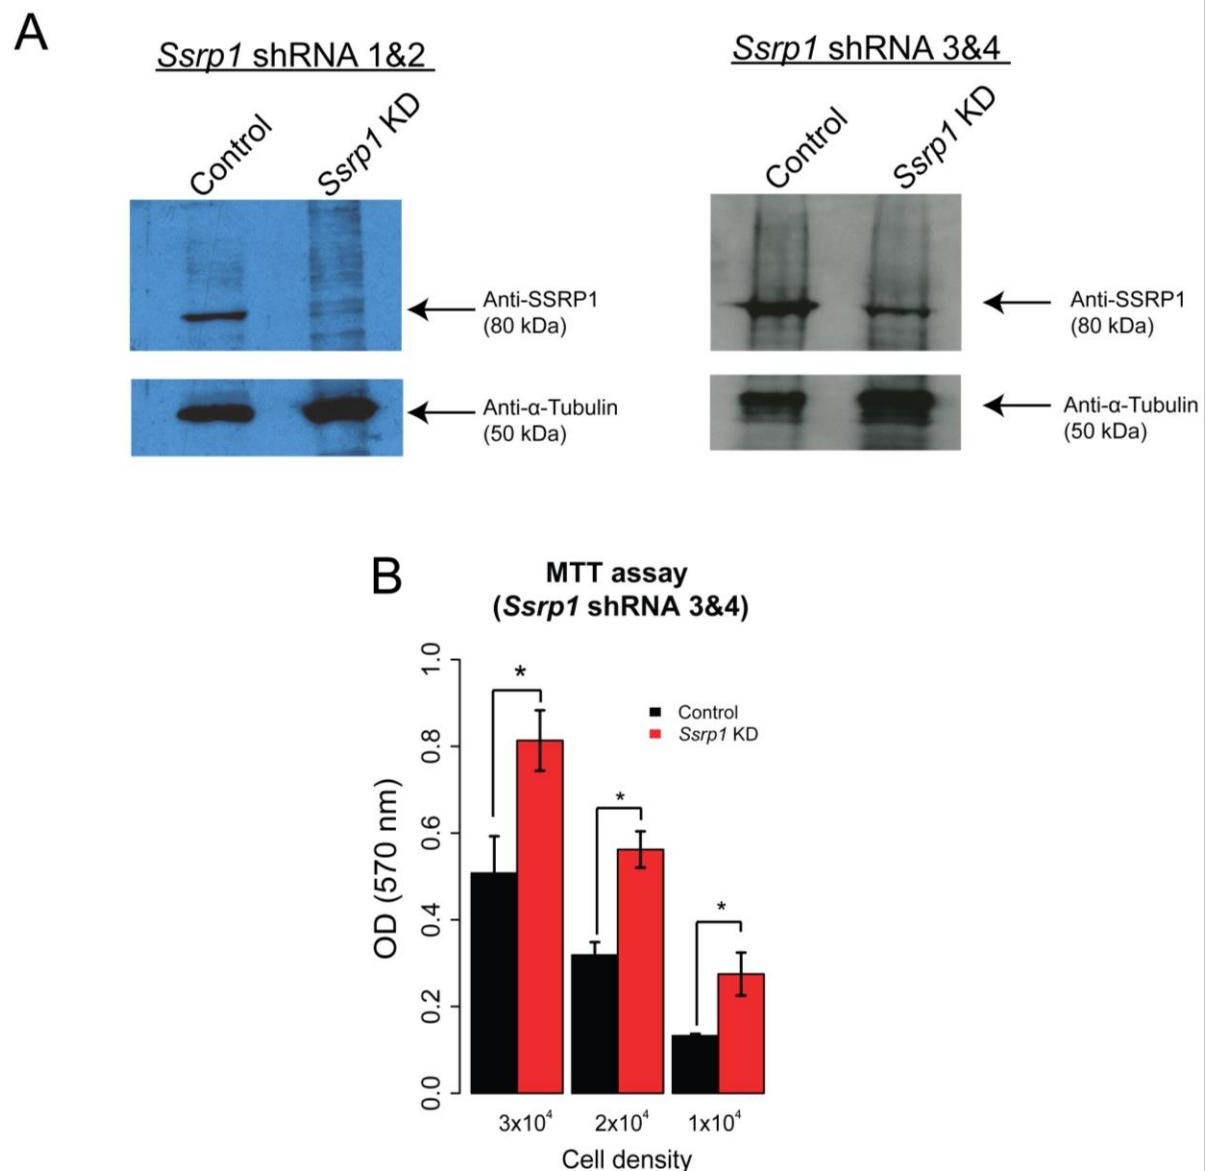 A
Ssrp1 shRNA 1&2
Ssrp1 shRNA 3&4
Control
Ssrp1 KD
Control
Ssrp1 KD
Anti-SSRP1
(80 kDa)
Anti-SSRP1
(80 kDa)
Anti-α-Tubulin
(50 kDa)
Anti-α-Tubulin
(50 kDa)
B
MTT assay
(Ssrp1 shRNA 3&4)
*
*
*
Control
Ssrp1 KD
OD (570 nm)
1.0
0.8
0.6
0.4
0.2
0.0
3x10⁴
2x10⁴
1x10⁴
Cell density